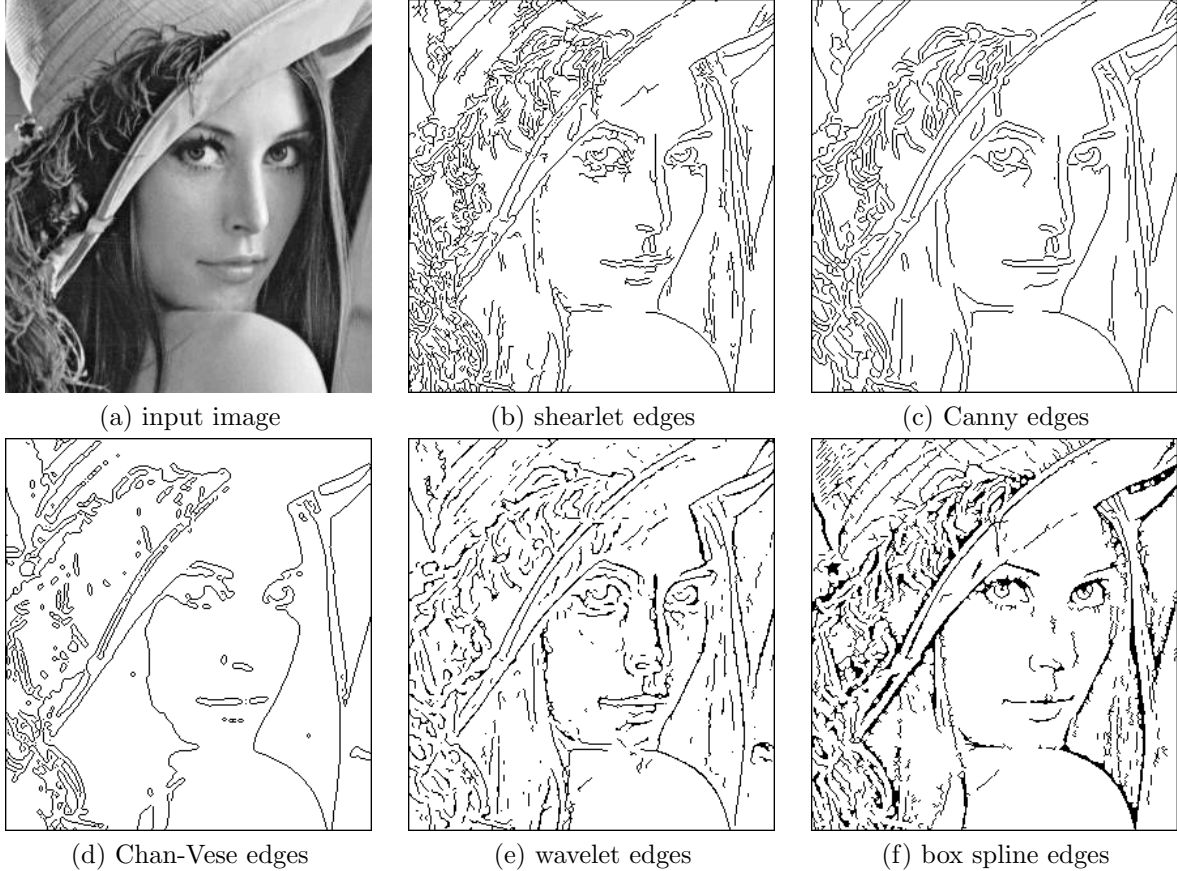 (a) input image
(b) shearlet edges
(c) Canny edges
(d) Chan-Vese edges
(e) wavelet edges
(f) box spline edges